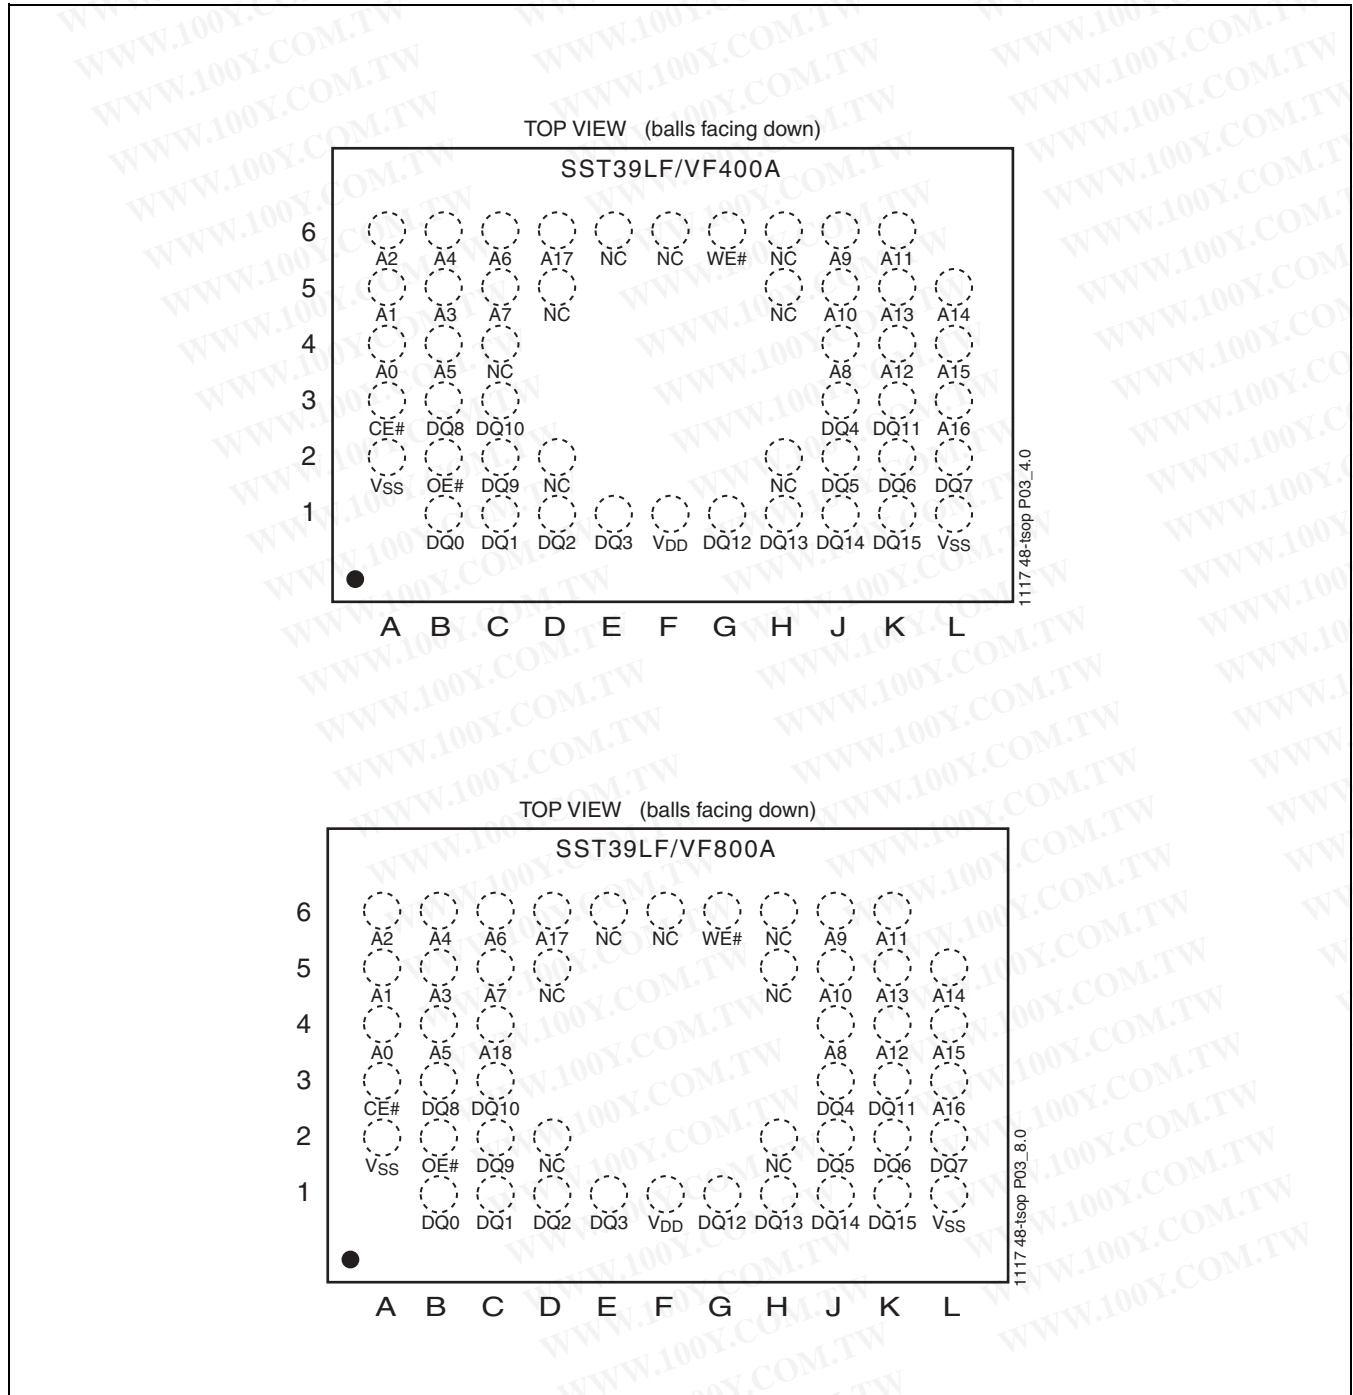 TOP VIEW (balls facing down)
SST39LF/VF400A
6
A2 A4 A6 A17 NC NC WE# NC A9 A11
5
A1 A3 A7 NC NC A10 A13 A14
4
A0 A5 NC A8 A12 A15
3
CE# DQ8 DQ10 DQ4 DQ11 A16
2
VSS OE# DQ9 NC NC DQ5 DQ6 DQ7
1
DQ0 DQ1 DQ2 DQ3 VDD DQ12 DQ13 DQ14 DQ15 VSS
1117 48-tsop P03_4.0
A B C D E F G H J K L
TOP VIEW (balls facing down)
SST39LF/VF800A
6
A2 A4 A6 A17 NC NC WE# NC A9 A11
5
A1 A3 A7 NC NC A10 A13 A14
4
A0 A5 A18 A8 A12 A15
3
CE# DQ8 DQ10 DQ4 DQ11 A16
2
VSS OE# DQ9 NC NC DQ5 DQ6 DQ7
1
DQ0 DQ1 DQ2 DQ3 VDD DQ12 DQ13 DQ14 DQ15 VSS
1117 48-tsop P03_8.0
A B C D E F G H J K L
WWW.100Y.COM.TW